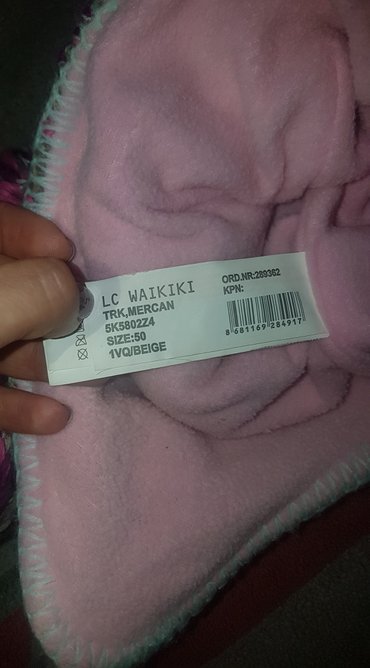 LC WAIKIKI
TRK,MERCAN
5K5802Z4
SIZE:50
1VQ/BEIGE
ORD.NR:289362
KPN:
8 681169 284917